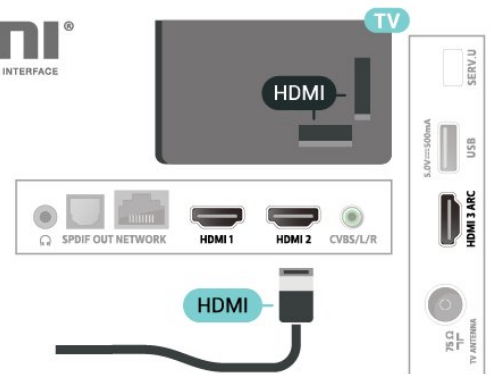 ®
INTERFACE
TV
HDMI
SERV.U
5.0V⎓500mA
USB
HDMI 3 ARC
75 Ω
TV ANTENNA
SPDIF OUT NETWORK HDMI 1 HDMI 2 CVBS/L/R
HDMI